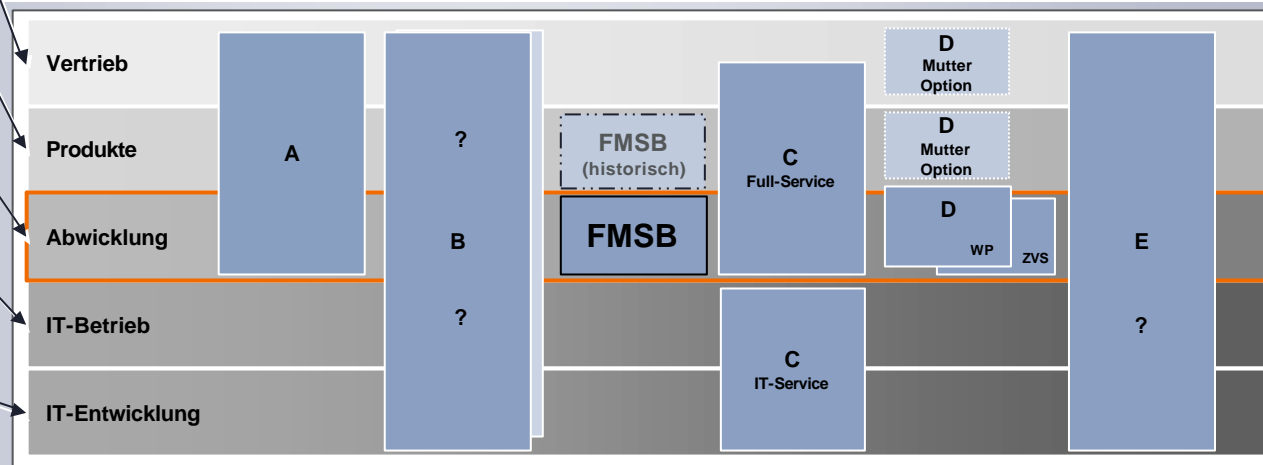 Vertrieb
D
Mutter
Option
Produkte
A
?
FMSB
(historisch)
C
Full-Service
D
Mutter
Option
Abwicklung
B
FMSB
D
WP
ZVS
E
IT-Betrieb
?
?
C
IT-Service
IT-Entwicklung